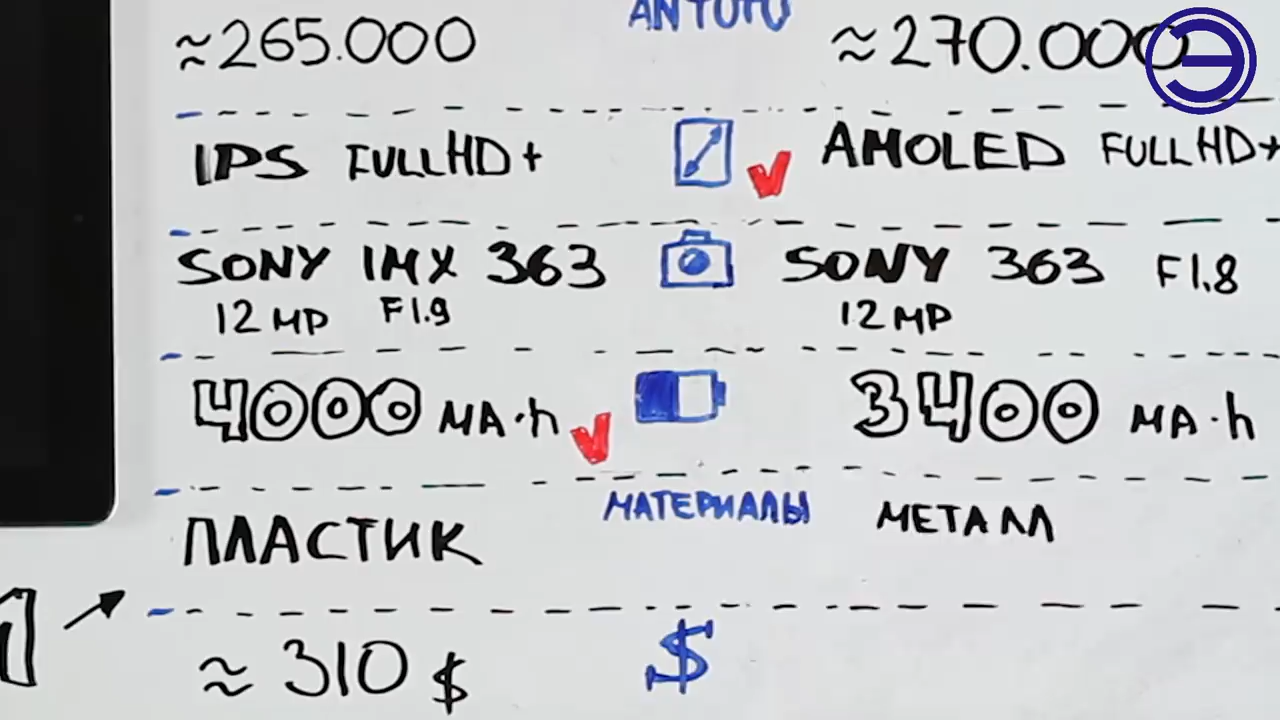 ≈265.000 ANTUTU ≈270.000
IPS FULLHD+ AMOLED FULLHD+
SONY IMX 363 SONY 363 F1.8
12 MP F1.9 12 MP
4000 MA·h 3400 MA·h
ПЛАСТИК МАТЕРИАЛЫ МЕТАЛЛ
≈310$ $